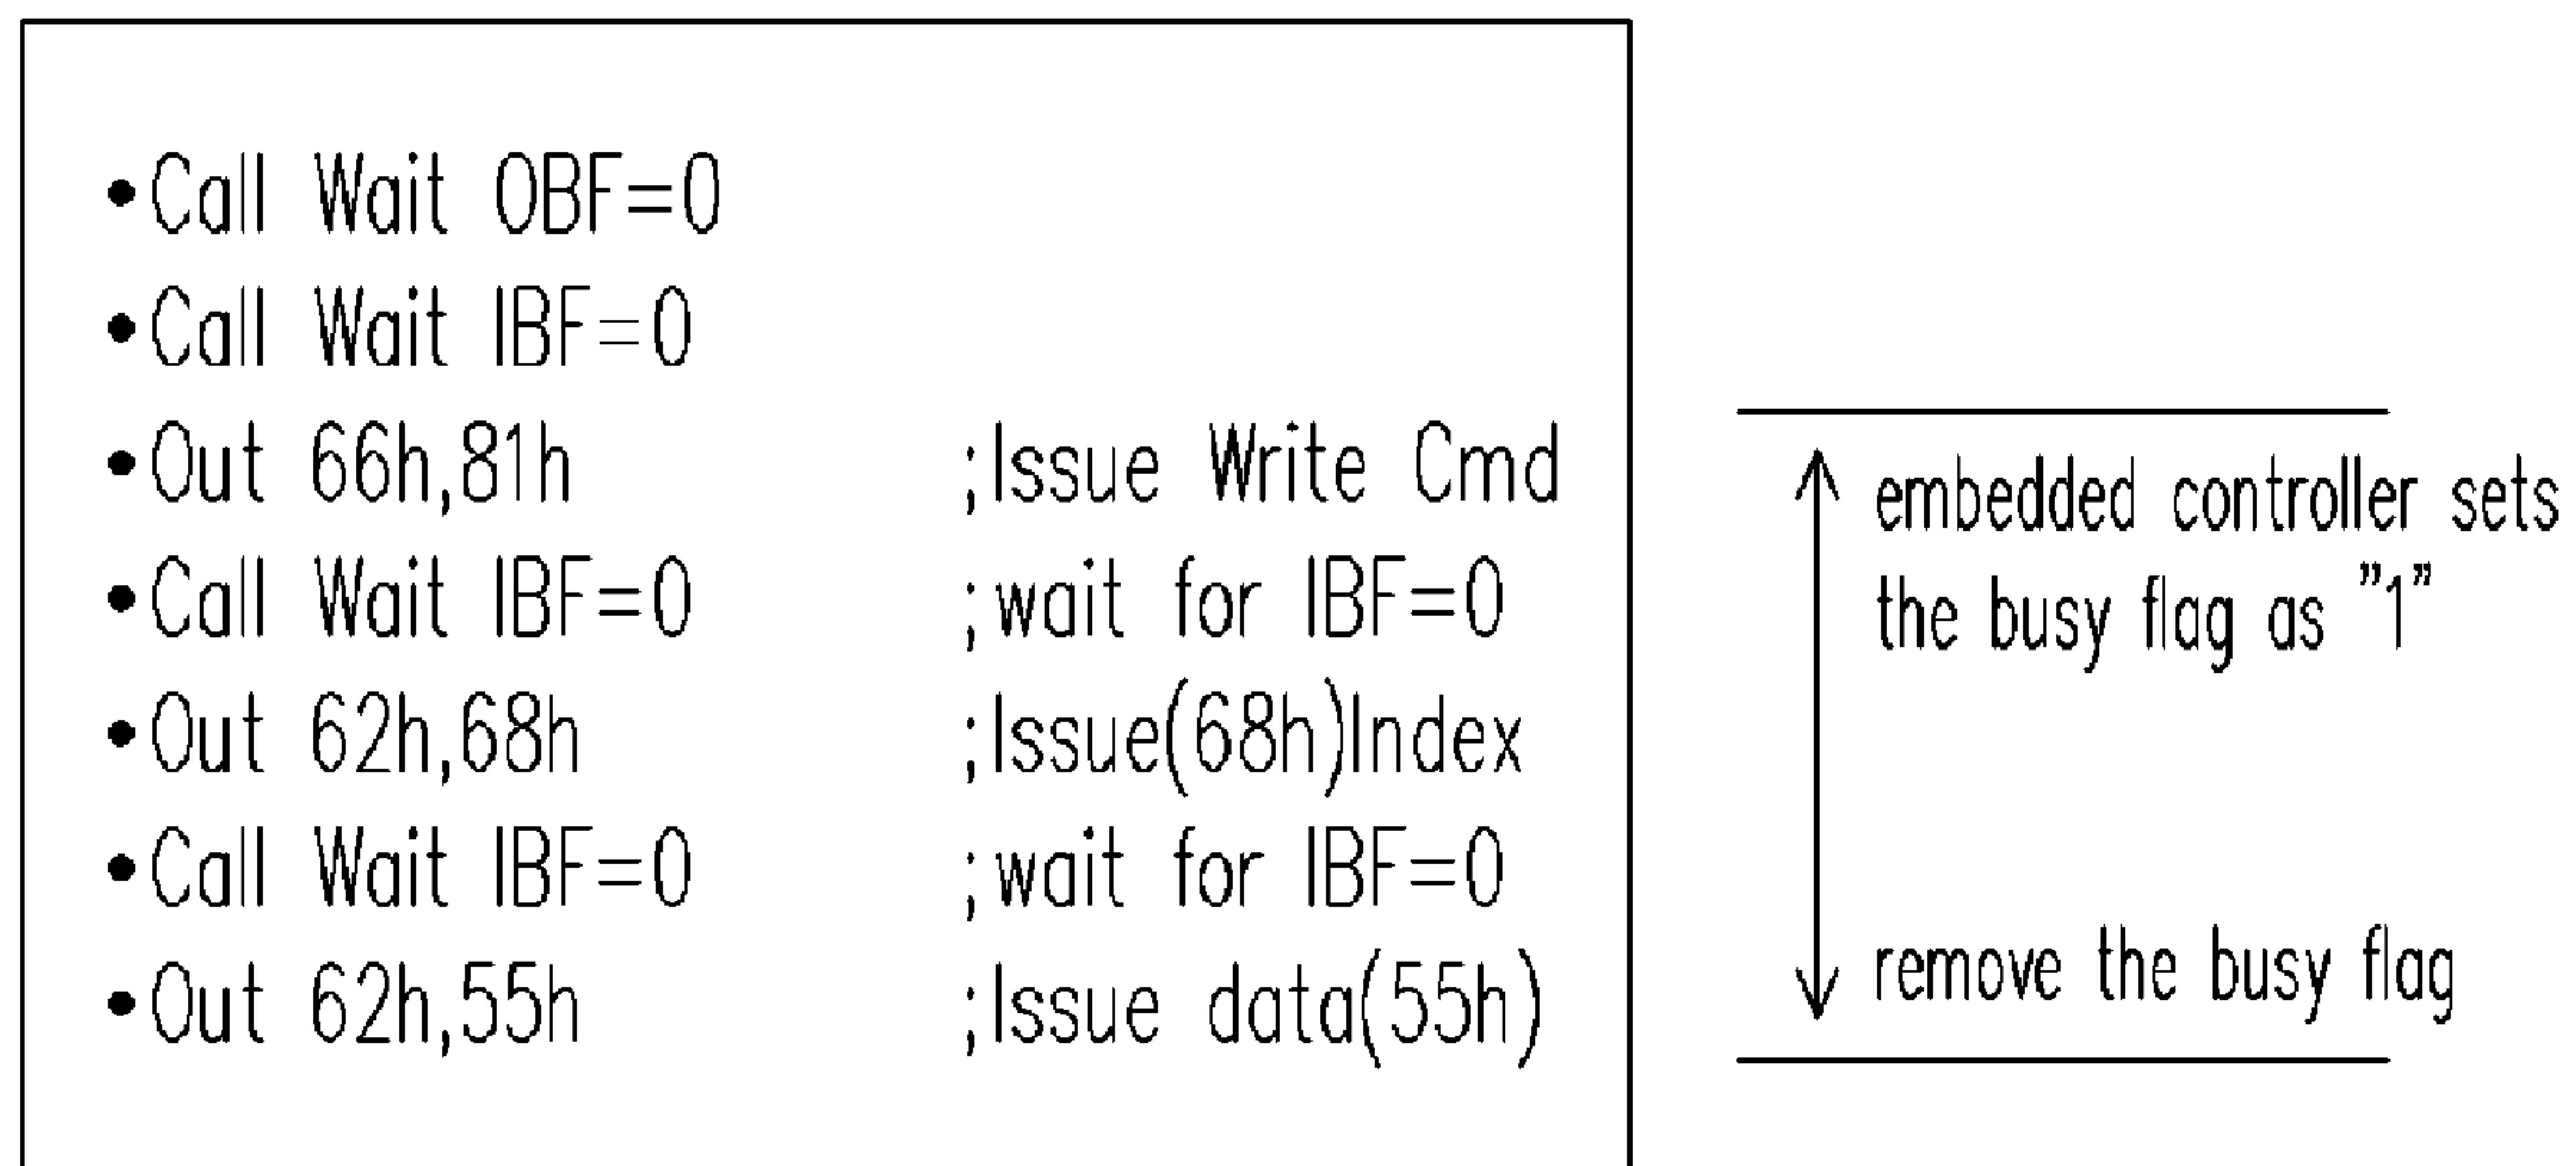 •Call Wait OBF=0
•Call Wait IBF=0
•Out 66h,81h ;Issue Write Cmd
•Call Wait IBF=0 ;wait for IBF=0
•Out 62h,68h ;Issue(68h)Index
•Call Wait IBF=0 ;wait for IBF=0
•Out 62h,55h ;Issue data(55h)
embedded controller sets
the busy flag as "1"
remove the busy flag